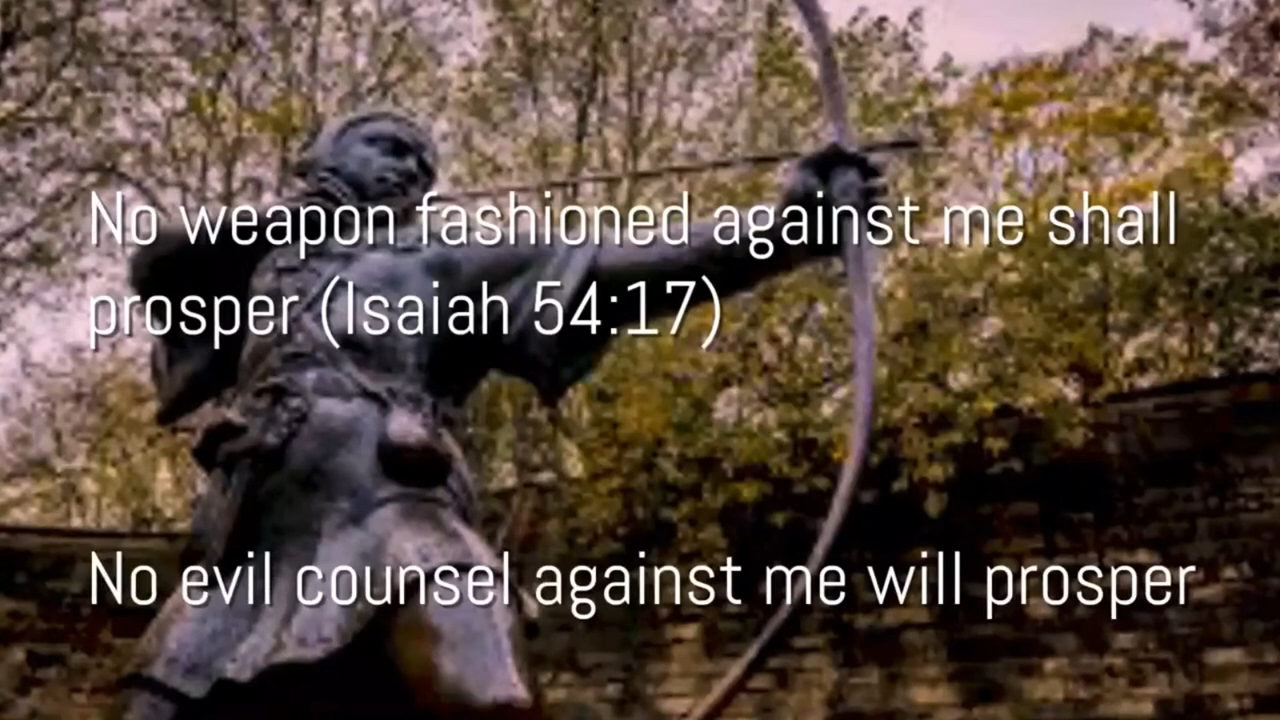 No weapon fashioned against me shall
prosper (Isaiah 54:17)
No evil counsel against me will prosper